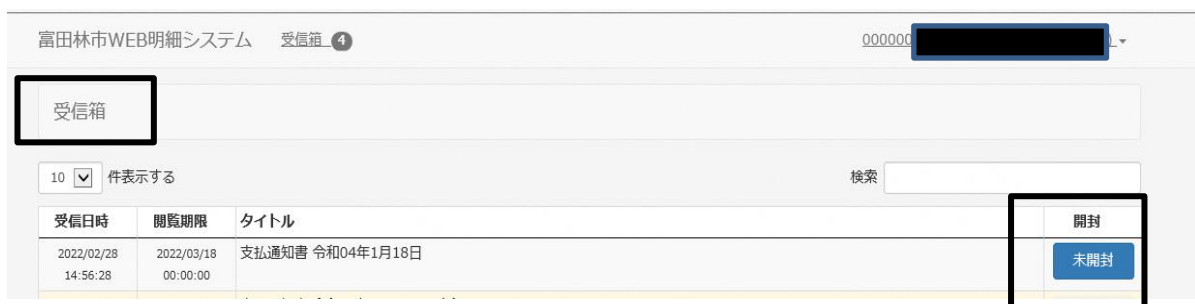 富田林市WEB明細システム 受信箱 4 000000
受信箱
10 件表示する 検索
受信日時 閲覧期限 タイトル 開封
2022/02/28 2022/03/18 支払通知書 令和04年1月18日 未開封
14:56:28 00:00:00